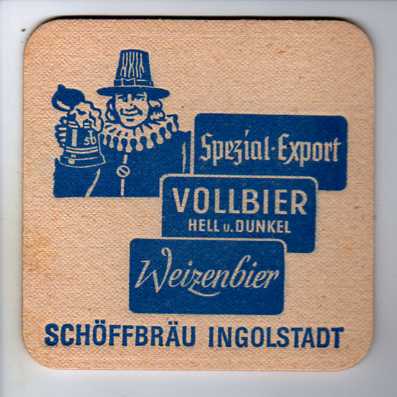 Spezial-Export
VOLLBIER
HELL u. DUNKEL
Weizenbier
SCHÖFFBRÄU INGOLSTADT